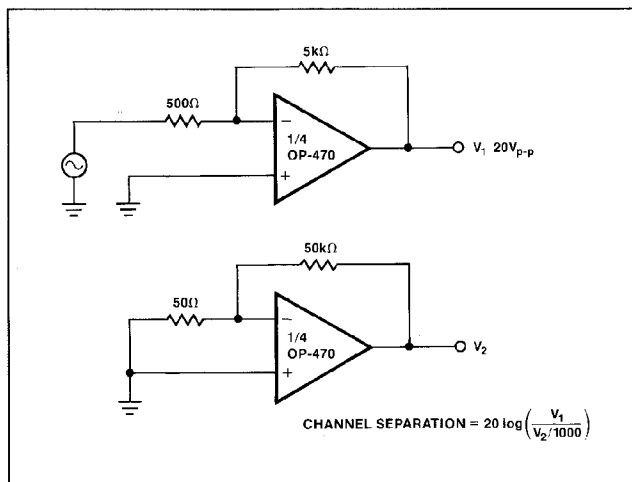 5kΩ
500Ω
−
1/4
OP-470
+
V1 20Vp-p
50kΩ
50Ω
−
1/4
OP-470
+
V2
CHANNEL SEPARATION = 20 log(V1 / V2/1000)